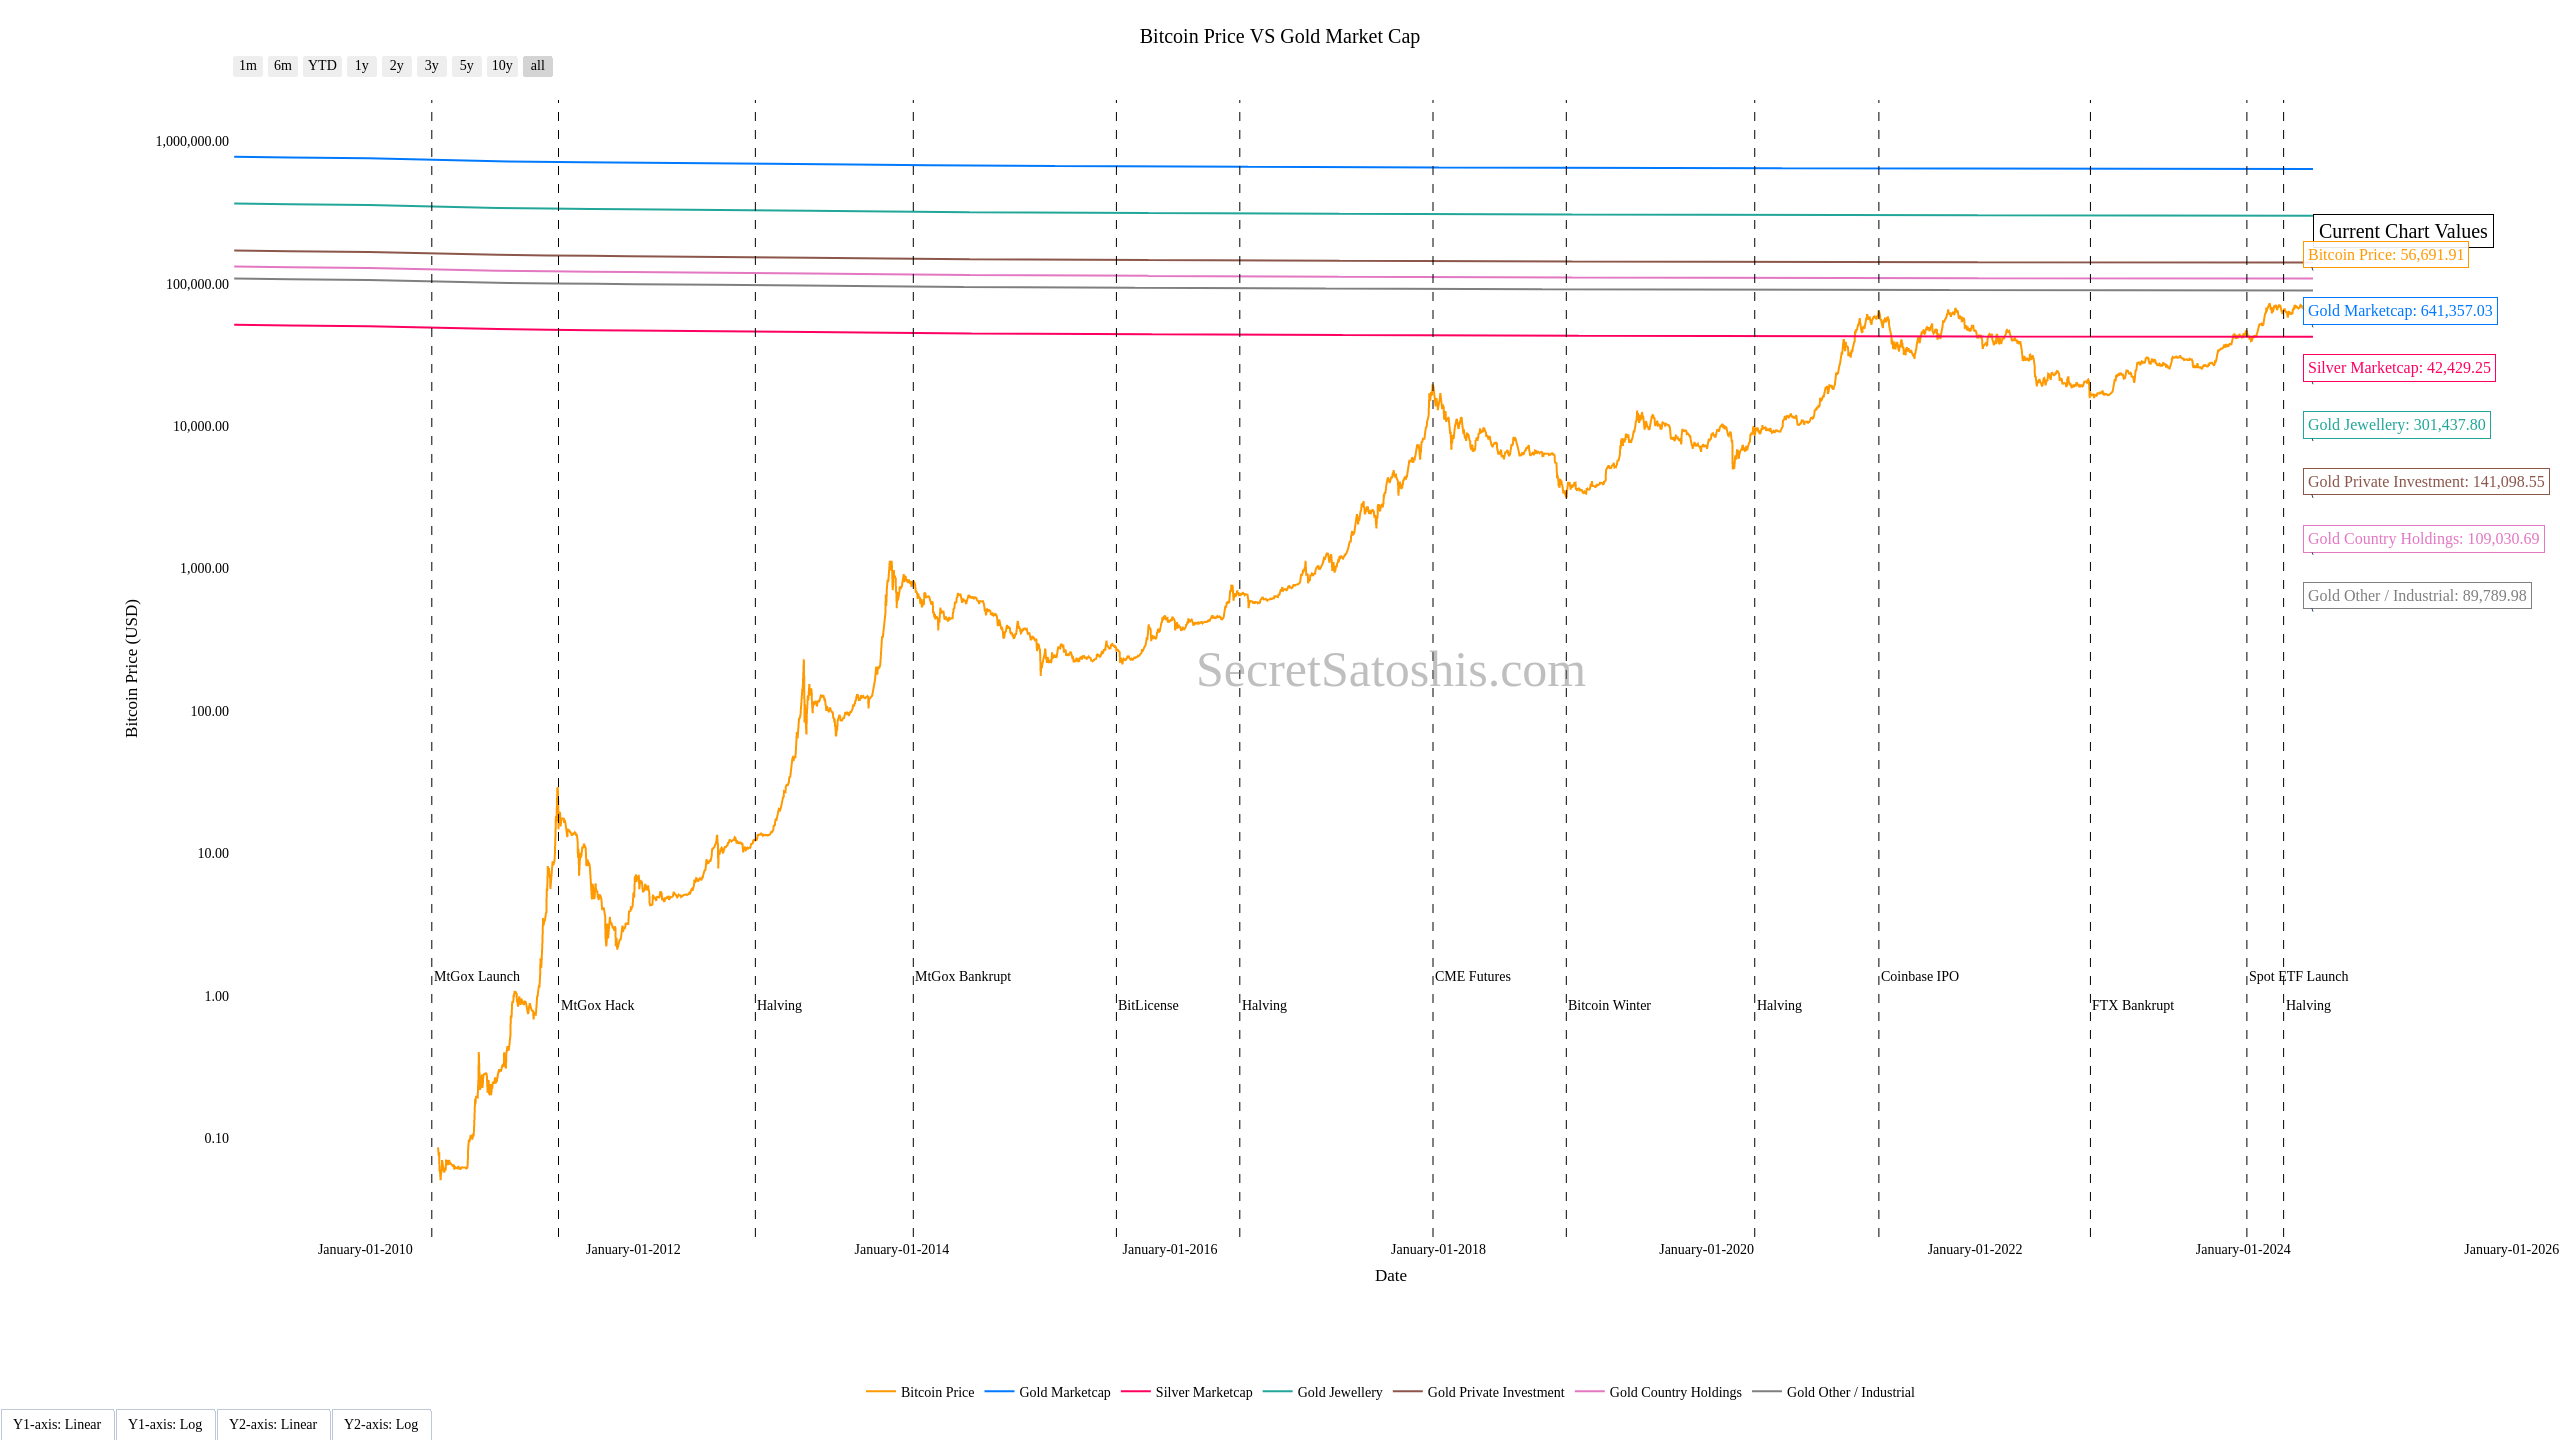 Bitcoin Price VS Gold Market Cap
1m 6m YTD 1y 2y 3y 5y 10y all
1,000,000.00
100,000.00
10,000.00
1,000.00
100.00
10.00
1.00
0.10
Bitcoin Price (USD)
Current Chart Values
Bitcoin Price: 56,691.91
Gold Marketcap: 641,357.03
Silver Marketcap: 42,429.25
Gold Jewellery: 301,437.80
Gold Private Investment: 141,098.55
Gold Country Holdings: 109,030.69
Gold Other / Industrial: 89,789.98
SecretSatoshis.com
MtGox Launch
MtGox Bankrupt
CME Futures
Coinbase IPO
Spot ETF Launch
MtGox Hack
Halving
BitLicense
Halving
Bitcoin Winter
Halving
FTX Bankrupt
Halving
January-01-2010
January-01-2012
January-01-2014
January-01-2016
January-01-2018
January-01-2020
January-01-2022
January-01-2024
January-01-2026
Date
Bitcoin Price
Gold Marketcap
Silver Marketcap
Gold Jewellery
Gold Private Investment
Gold Country Holdings
Gold Other / Industrial
Y1-axis: Linear
Y1-axis: Log
Y2-axis: Linear
Y2-axis: Log